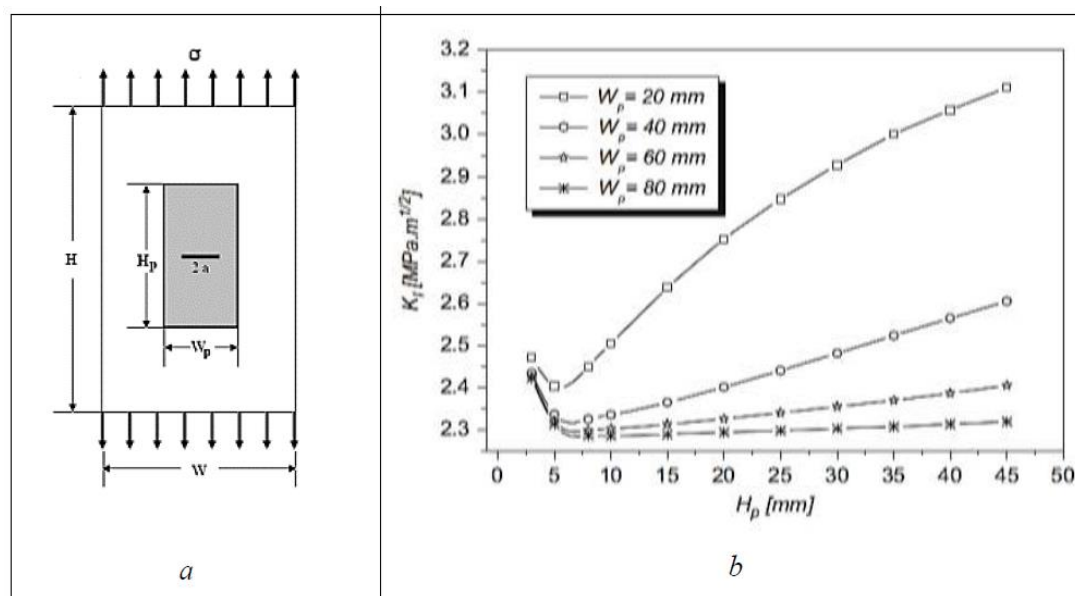 σ
H
Hp
2 a
Wp
W
a
3.2
3.1
3.0
2.9
2.8
2.7
2.6
2.5
2.4
2.3
KI [MPa.m1/2]
Wp= 20 mm
Wp= 40 mm
Wp= 60 mm
Wp= 80 mm
0 5 10 15 20 25 30 35 40 45 50
Hp [mm]
b